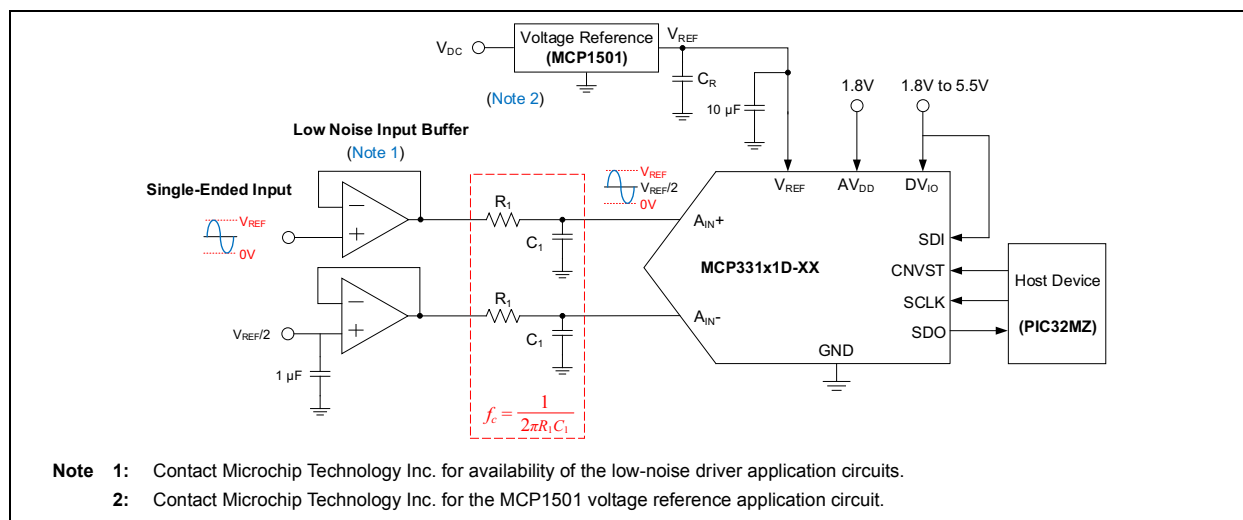 Voltage Reference
(MCP1501)
VDC
VREF
CR
(Note 2)
10 µF
1.8V
1.8V to 5.5V
Low Noise Input Buffer
(Note 1)
Single-Ended Input
VREF
0V
R1
C1
VREF
VREF/2
0V
VREF
AVDD
DVIO
AIN+
SDI
MCP331x1D-XX
CNVST
SCLK
SDO
Host Device
(PIC32MZ)
R1
C1
AIN-
VREF/2
1 µF
GND
fc = 1 / 2πR1C1
Note 1: Contact Microchip Technology Inc. for availability of the low-noise driver application circuits.
2: Contact Microchip Technology Inc. for the MCP1501 voltage reference application circuit.